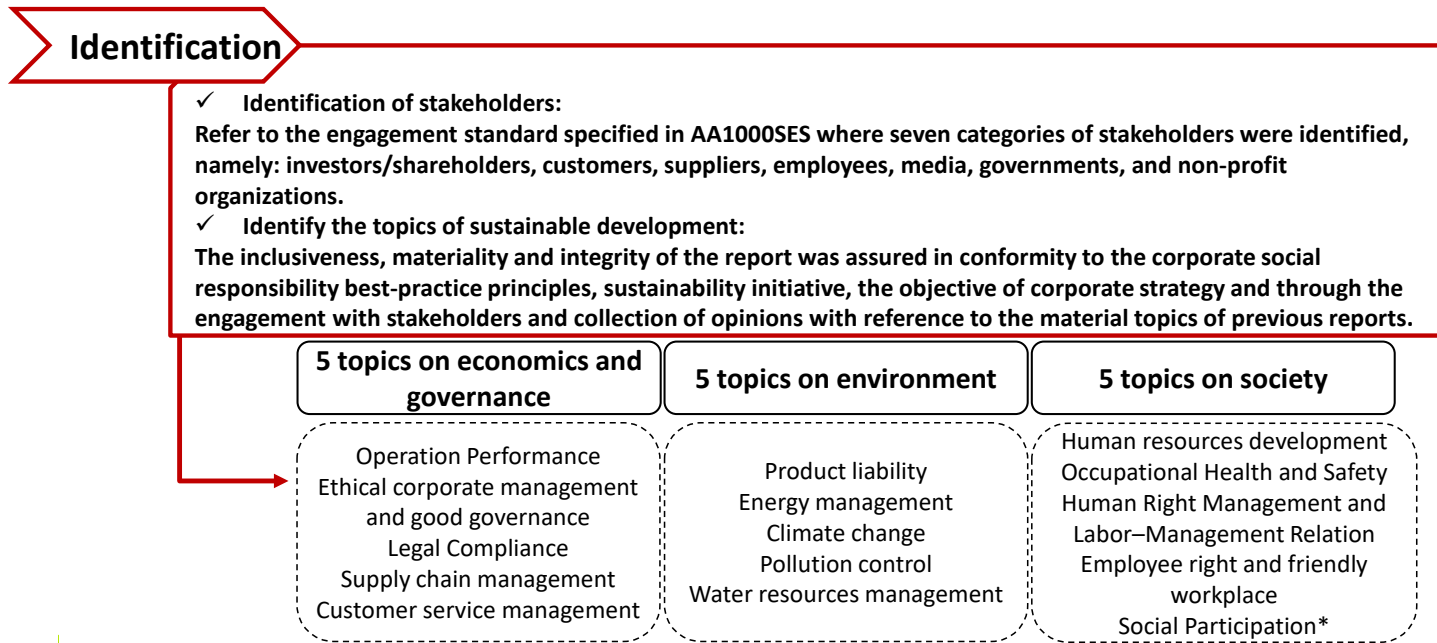 Identification
✓ Identification of stakeholders:
Refer to the engagement standard specified in AA1000SES where seven categories of stakeholders were identified,
namely: investors/shareholders, customers, suppliers, employees, media, governments, and non-profit
organizations.
✓ Identify the topics of sustainable development:
The inclusiveness, materiality and integrity of the report was assured in conformity to the corporate social
responsibility best-practice principles, sustainability initiative, the objective of corporate strategy and through the
engagement with stakeholders and collection of opinions with reference to the material topics of previous reports.
5 topics on economics and
governance
Operation Performance
Ethical corporate management
and good governance
Legal Compliance
Supply chain management
Customer service management
5 topics on environment
Product liability
Energy management
Climate change
Pollution control
Water resources management
5 topics on society
Human resources development
Occupational Health and Safety
Human Right Management and
Labor–Management Relation
Employee right and friendly
workplace
Social Participation*